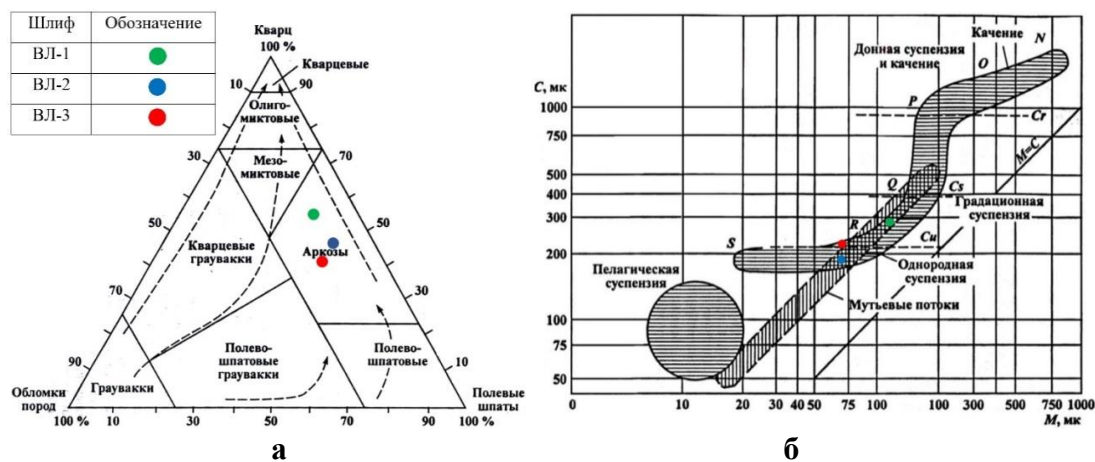 Шлиф Обозначение
ВЛ-1
ВЛ-2
ВЛ-3
Кварц
100 %
Кварцевые
10 90
Олиго-
миктовые
30 70
Мезо-
миктовые
50 50
Кварцевые
граувакки
Аркозы
70 30
Полево-
шпатовые
граувакки
Полево-
шпатовые
90 10
Граувакки
Обломки
пород
Полевые
шпаты
100 % 10 30 50 70 90 100 %
а
C, мк
1000
750
500
400
300
200
100
75
50
Качение
N
O
Донная суспензия
и качение
P
Cr
M=C
Q
Cs
Градационная
суспензия
R
S
Cu
Пелагическая
суспензия
Однородная
суспензия
Мутьевые потоки
0 10 20 30 40 50 75 100 100 300 500 750 1000
M, мк
б